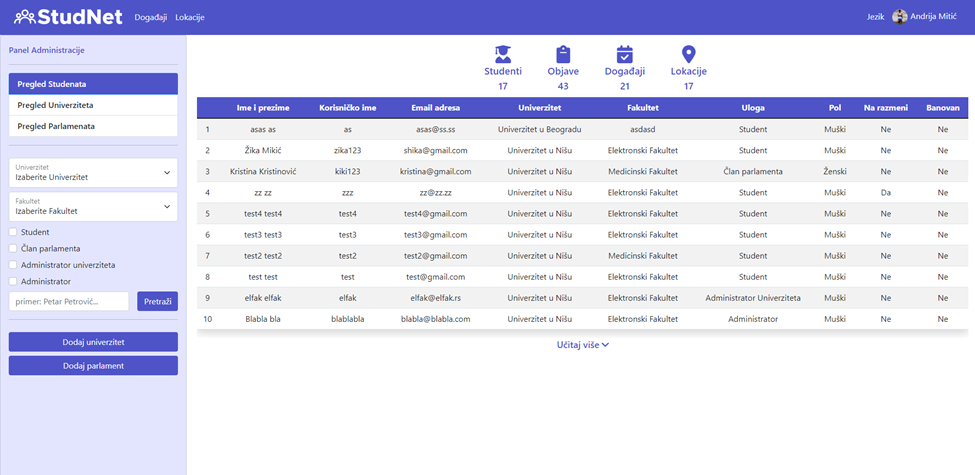 StudNet Događaji Lokacije Jezik Andrija Mitić
Panel Administracije
Pregled Studenata
Pregled Univerziteta
Pregled Parlamenata
Univerzitet
Izaberite Univerzitet
Fakultet
Izaberite Fakultet
Student
Član parlamenta
Administrator univerziteta
Administrator
primer: Petar Petrović... Pretraži
Dodaj univerzitet
Dodaj parlament
Studenti Objave Događaji Lokacije
17 43 21 17
Ime i prezime Korisničko ime Email adresa Univerzitet Fakultet Uloga Pol Na razmeni Banovan
1 asas as as asas@ss.ss Univerzitet u Beogradu asdasd Student Muški Ne Ne
2 Žika Mikić zika123 shika@gmail.com Univerzitet u Nišu Elektronski Fakultet Student Muški Ne Ne
3 Kristina Kristinović kiki123 kristina@gmail.com Univerzitet u Nišu Medicinski Fakultet Član parlamenta Ženski Ne Ne
4 zz zz zzz zz@zz.zz Univerzitet u Nišu Elektronski Fakultet Student Muški Da Ne
5 test4 test4 test4 test4@gmail.com Univerzitet u Nišu Elektronski Fakultet Student Muški Ne Ne
6 test3 test3 test3 test3@gmail.com Univerzitet u Nišu Elektronski Fakultet Student Muški Ne Ne
7 test2 test2 test2 test2@gmail.com Univerzitet u Nišu Medicinski Fakultet Student Muški Ne Ne
8 test test test test@gmail.com Univerzitet u Nišu Elektronski Fakultet Student Muški Ne Ne
9 elfak elfak elfak elfak@elfak.rs Univerzitet u Nišu Elektronski Fakultet Administrator Univerziteta Muški Ne Ne
10 Blabla bla blablabla blabla@blabla.com Univerzitet u Nišu Elektronski Fakultet Administrator Muški Ne Ne
Učitaj više